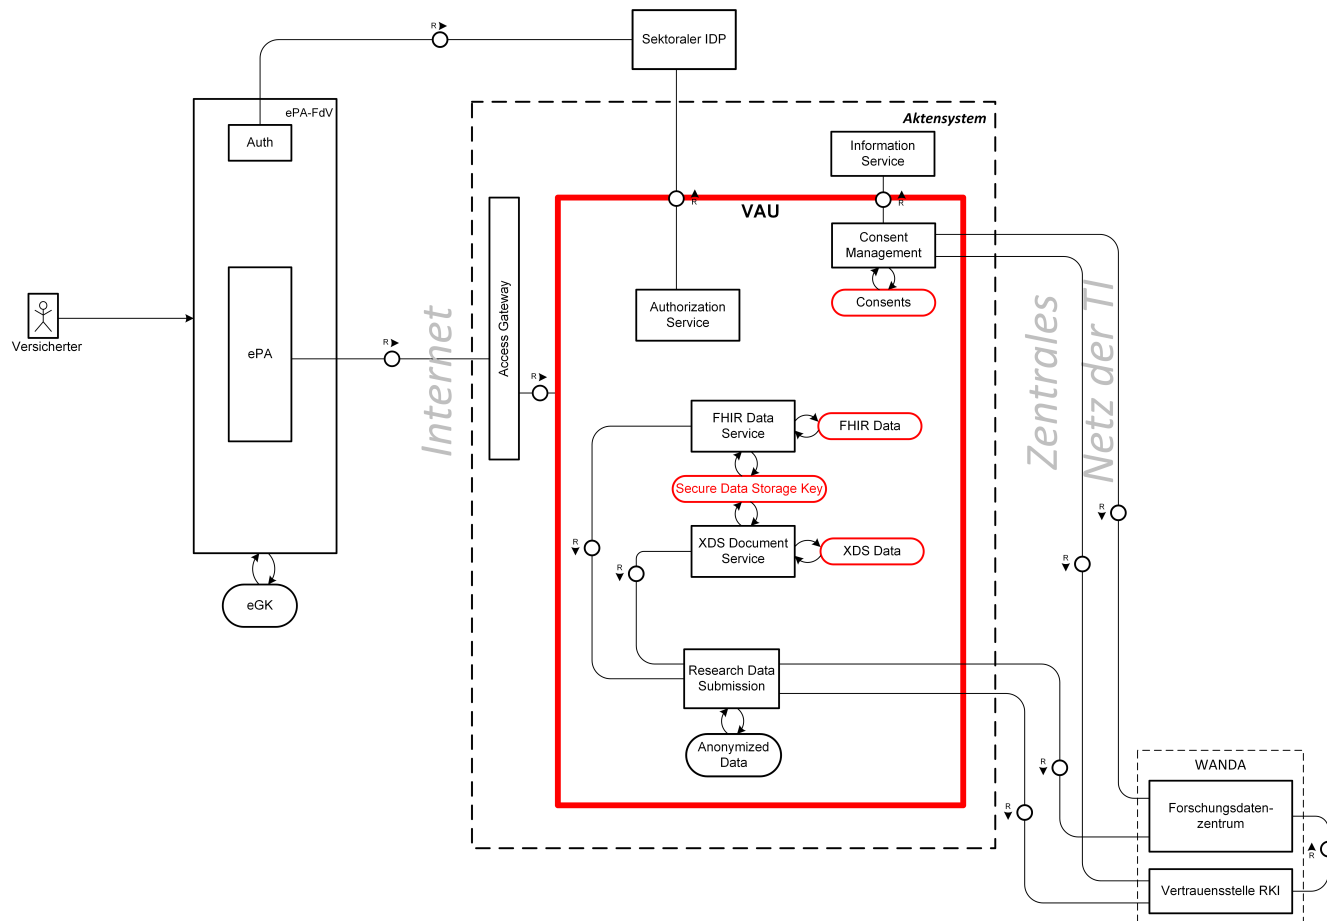 R
Sektoraler IDP
ePA-FdV
Auth
Aktensystem
Information
Service
R
R
VAU
Consent
Management
Consents
Authorization
Service
Access Gateway
Internet
Zentrales
Netz der TI
Versicherter
ePA
R
R
FHIR Data
Service
FHIR Data
Secure Data Storage Key
XDS Document
Service
XDS Data
R
R
R
R
eGK
Research Data
Submission
Anonymized
Data
R
R
WANDA
Forschungsdaten-
zentrum
R
Vertrauensstelle RKI